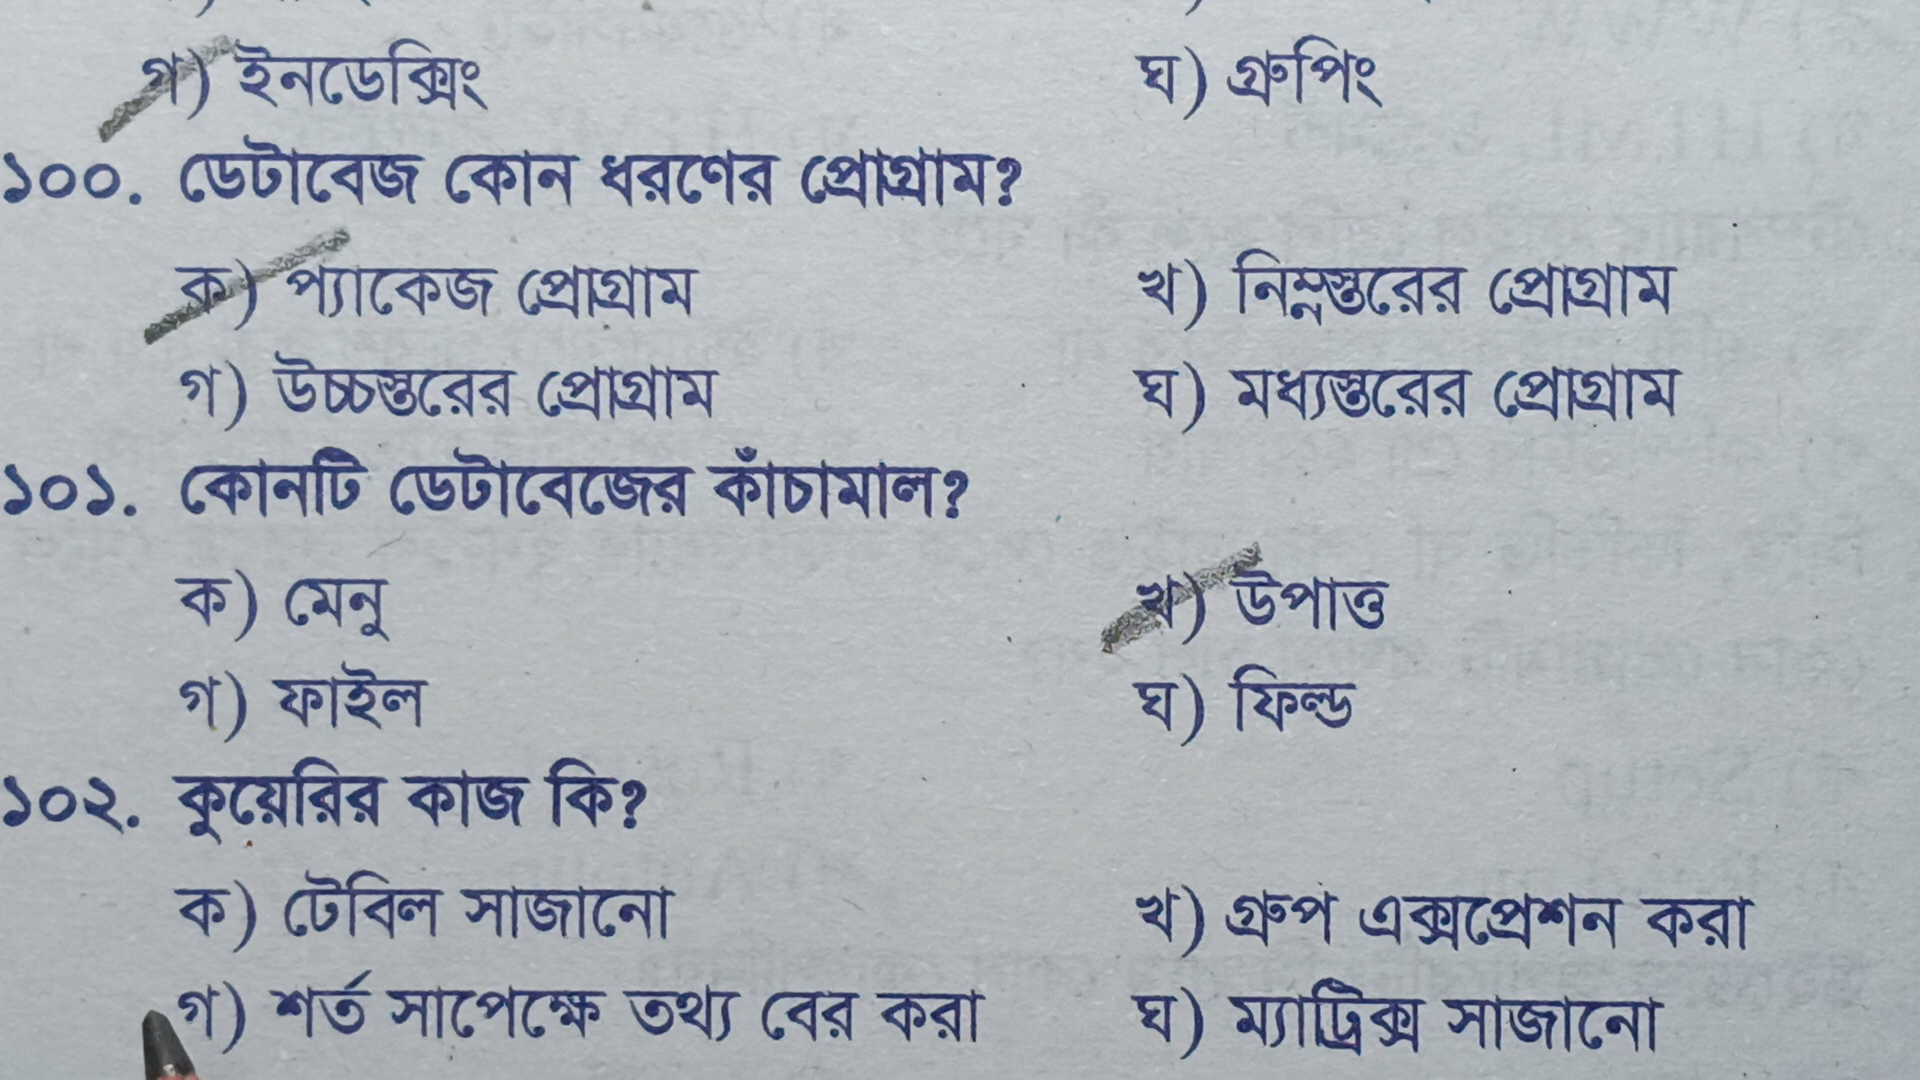 গ) ইনডেক্সিং ঘ) গ্রুপিং
১০০. ডেটাবেজ কোন ধরণের প্রোগ্রাম?
ক) প্যাকেজ প্রোগ্রাম খ) নিম্নস্তরের প্রোগ্রাম
গ) উচ্চস্তরের প্রোগ্রাম ঘ) মধ্যস্তরের প্রোগ্রাম
১০১. কোনটি ডেটাবেজের কাঁচামাল?
ক) মেনু খ) উপাত্ত
গ) ফাইল ঘ) ফিল্ড
১০২. কুয়েরির কাজ কি?
ক) টেবিল সাজানো খ) গ্রুপ এক্সপ্রেশন করা
গ) শর্ত সাপেক্ষে তথ্য বের করা ঘ) ম্যাট্রিক্স সাজানো